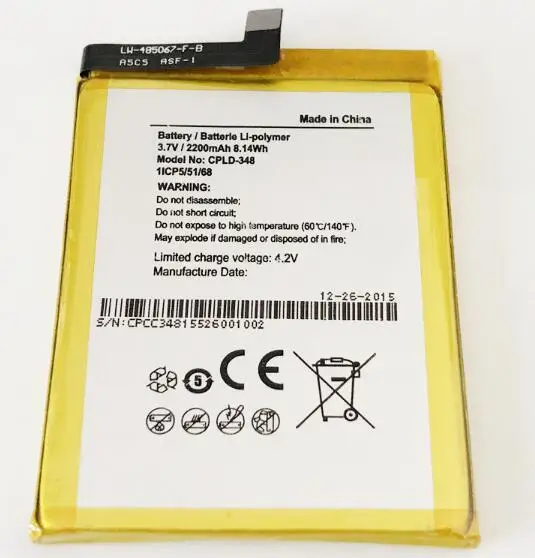 LW-485067-F-B
A5C5 ASF-1
Made in China
Battery / Batterie Li-polymer
3.7V / 2200mAh 8.14Wh
Model No: CPLD-348
1ICP5/51/68
WARNING:
Do not disassemble;
Do not short circuit;
Do not expose to high temperature (60℃/140℉).
May explode if damaged or disposed of in fire;
Limited charge voltage: 4.2V
Manufacture Date:
12-26-2015
S/N:CPCC34815526001002
5 CE